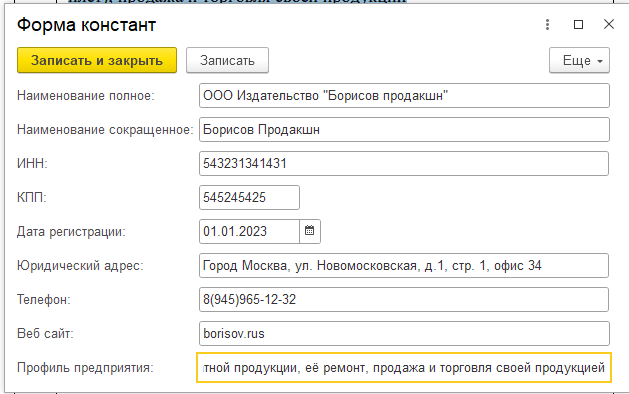 Форма констант
Записать и закрыть
Записать
Еще
Наименование полное: ООО Издательство "Борисов продакшн"
Наименование сокращенное: Борисов Продакшн
ИНН: 543231341431
КПП: 545245425
Дата регистрации: 01.01.2023
Юридический адрес: Город Москва, ул. Новомосковская, д.1, стр. 1, офис 34
Телефон: 8(945)965-12-32
Веб сайт: borisov.rus
Профиль предприятия: тной продукции, её ремонт, продажа и торговля своей продукцией